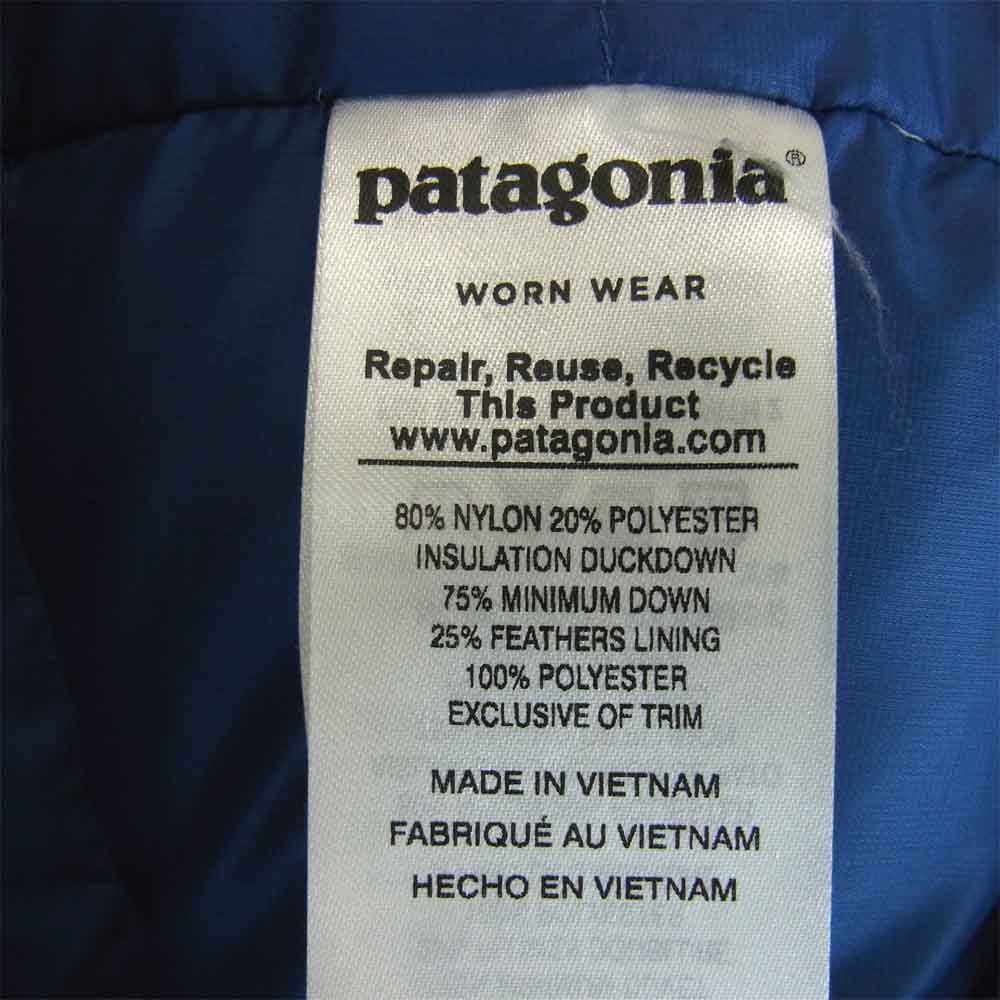 patagonia®
WORN WEAR
Repair, Reuse, Recycle
This Product
www.patagonia.com
80% NYLON 20% POLYESTER
INSULATION DUCKDOWN
75% MINIMUM DOWN
25% FEATHERS LINING
100% POLYESTER
EXCLUSIVE OF TRIM
MADE IN VIETNAM
FABRIQUÉ AU VIETNAM
HECHO EN VIETNAM